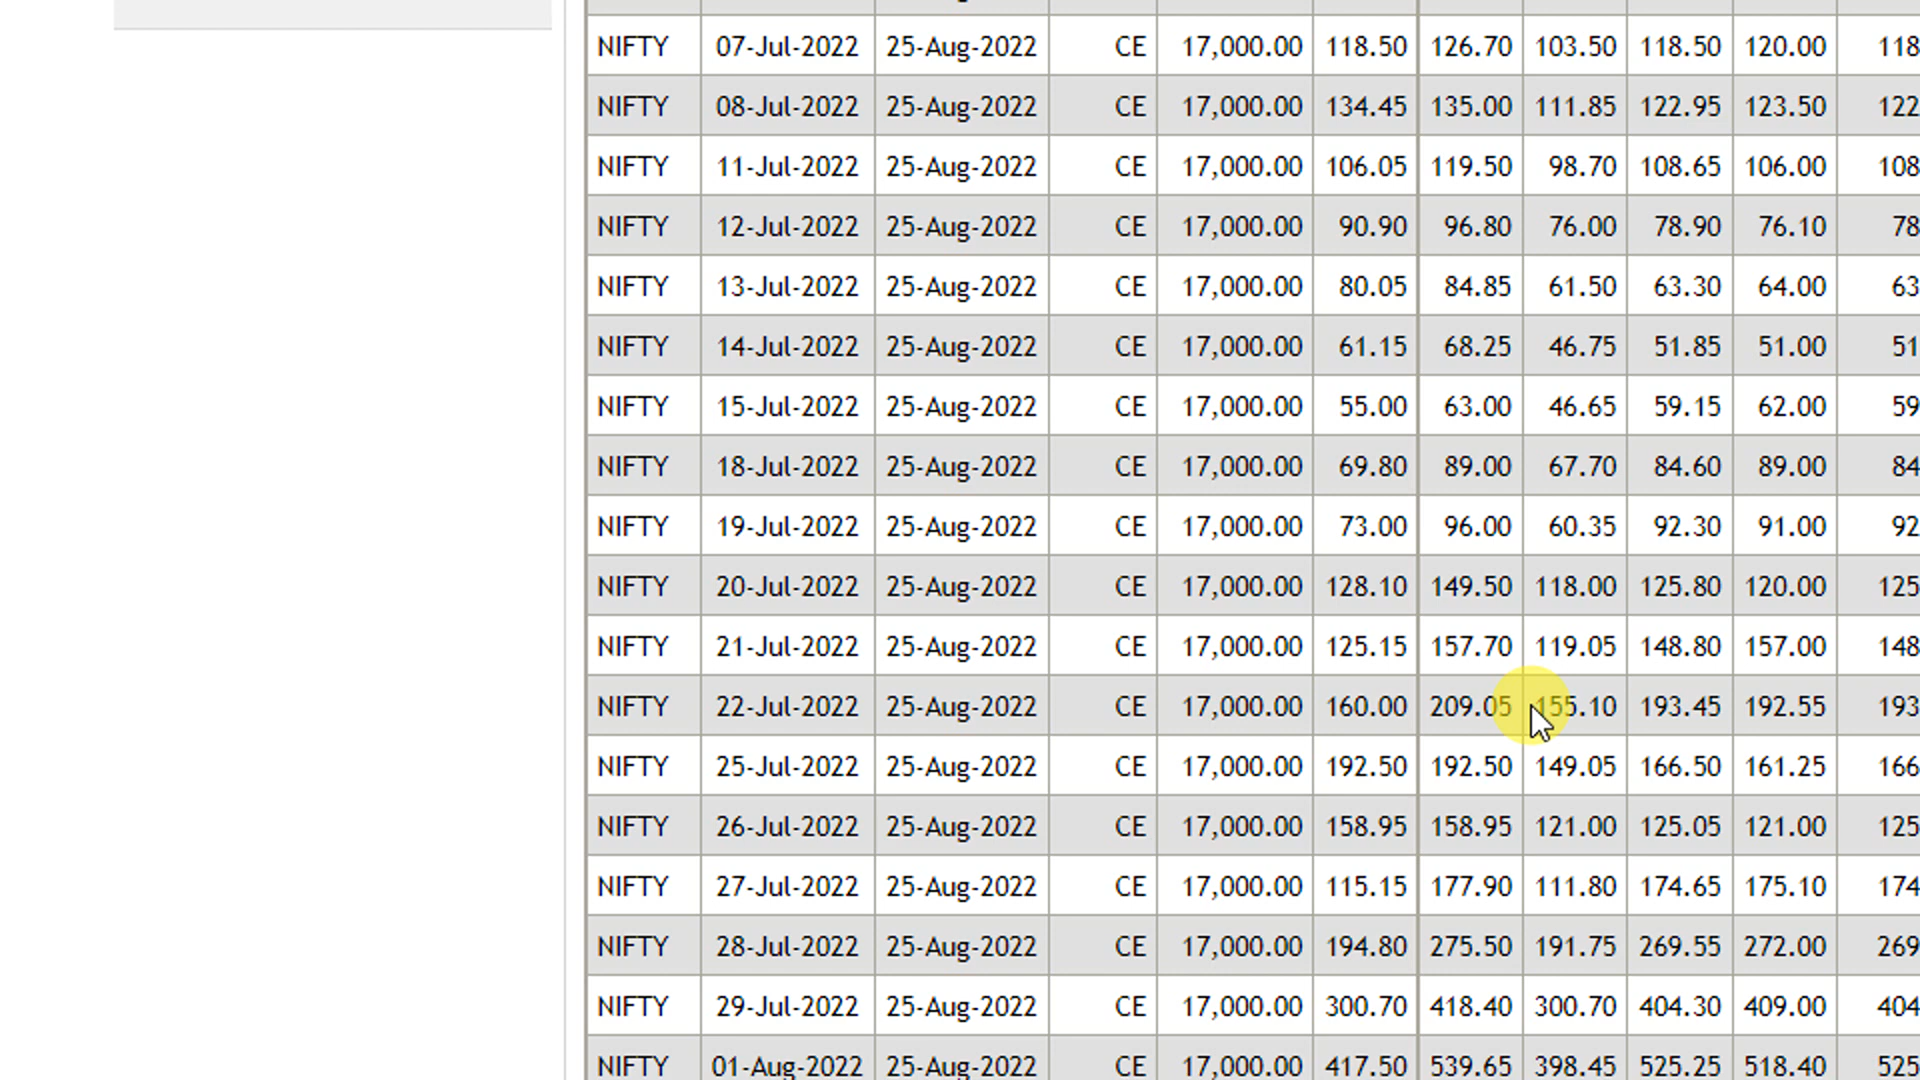 NIFTY 07-Jul-2022 25-Aug-2022 CE 17,000.00 118.50 126.70 103.50 118.50 120.00 118
NIFTY 08-Jul-2022 25-Aug-2022 CE 17,000.00 134.45 135.00 111.85 122.95 123.50 122
NIFTY 11-Jul-2022 25-Aug-2022 CE 17,000.00 106.05 119.50 98.70 108.65 106.00 108
NIFTY 12-Jul-2022 25-Aug-2022 CE 17,000.00 90.90 96.80 76.00 78.90 76.10 78
NIFTY 13-Jul-2022 25-Aug-2022 CE 17,000.00 80.05 84.85 61.50 63.30 64.00 63
NIFTY 14-Jul-2022 25-Aug-2022 CE 17,000.00 61.15 68.25 46.75 51.85 51.00 51
NIFTY 15-Jul-2022 25-Aug-2022 CE 17,000.00 55.00 63.00 46.65 59.15 62.00 59
NIFTY 18-Jul-2022 25-Aug-2022 CE 17,000.00 69.80 89.00 67.70 84.60 89.00 84
NIFTY 19-Jul-2022 25-Aug-2022 CE 17,000.00 73.00 96.00 60.35 92.30 91.00 92
NIFTY 20-Jul-2022 25-Aug-2022 CE 17,000.00 128.10 149.50 118.00 125.80 120.00 125
NIFTY 21-Jul-2022 25-Aug-2022 CE 17,000.00 125.15 157.70 119.05 148.80 157.00 148
NIFTY 22-Jul-2022 25-Aug-2022 CE 17,000.00 160.00 209.05 155.10 193.45 192.55 193
NIFTY 25-Jul-2022 25-Aug-2022 CE 17,000.00 192.50 192.50 149.05 166.50 161.25 166
NIFTY 26-Jul-2022 25-Aug-2022 CE 17,000.00 158.95 158.95 121.00 125.05 121.00 125
NIFTY 27-Jul-2022 25-Aug-2022 CE 17,000.00 115.15 177.90 111.80 174.65 175.10 174
NIFTY 28-Jul-2022 25-Aug-2022 CE 17,000.00 194.80 275.50 191.75 269.55 272.00 269
NIFTY 29-Jul-2022 25-Aug-2022 CE 17,000.00 300.70 418.40 300.70 404.30 409.00 404
NIFTY 01-Aug-2022 25-Aug-2022 CE 17,000.00 417.50 539.65 398.45 525.25 518.40 525